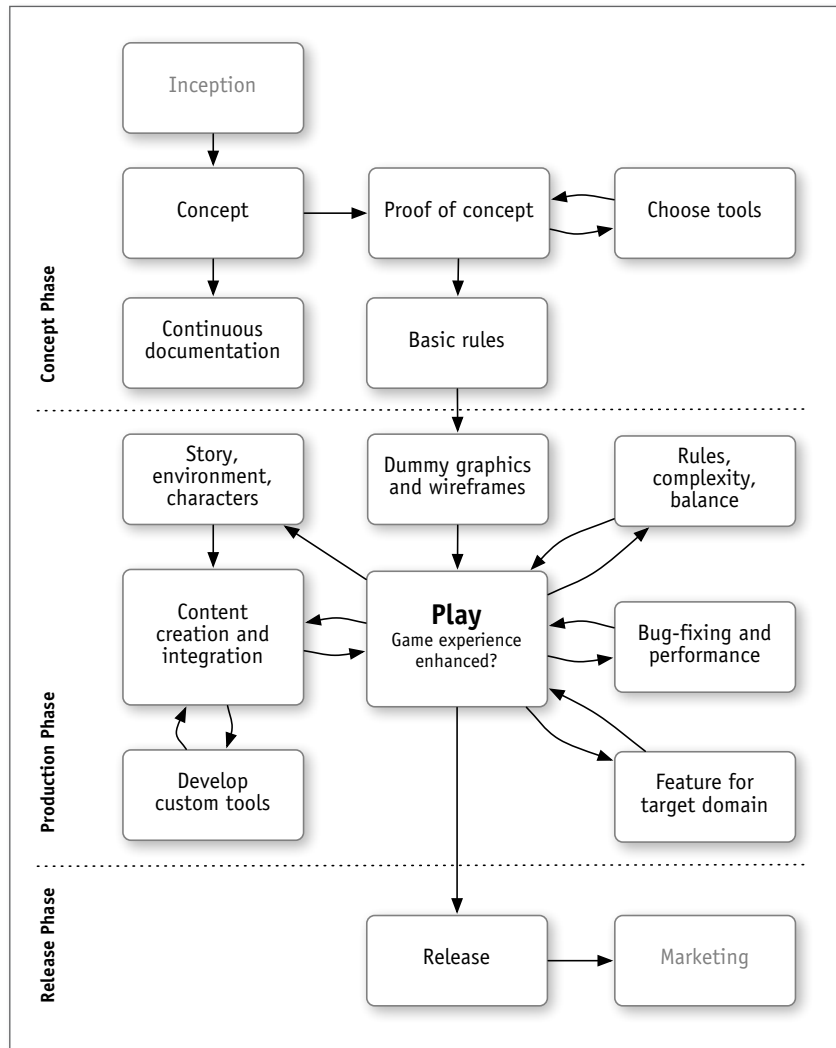 Inception
Concept
Proof of concept
Choose tools
Continuous
documentation
Basic rules
Concept Phase
Story,
environment,
characters
Dummy graphics
and wireframes
Rules,
complexity,
balance
Content
creation and
integration
Play
Game experience
enhanced?
Bug-fixing and
performance
Develop
custom tools
Feature for
target domain
Production Phase
Release
Marketing
Release Phase